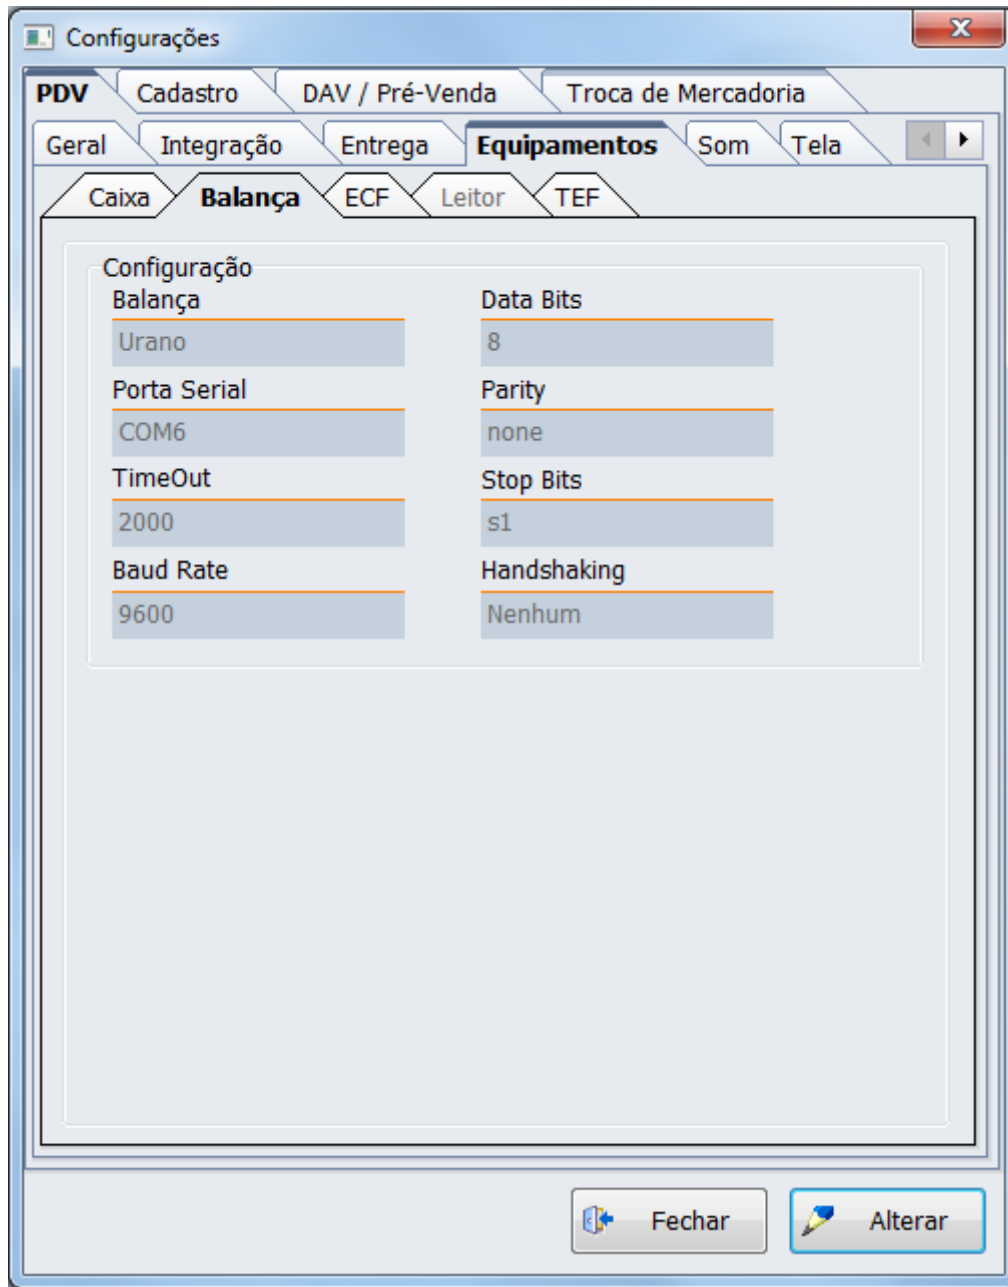 Configurações
PDV Cadastro DAV / Pré-Venda Troca de Mercadoria
Geral Integração Entrega Equipamentos Som Tela
Caixa Balança ECF Leitor TEF
Configuração
Balança Data Bits
Urano 8
Porta Serial Parity
COM6 none
TimeOut Stop Bits
2000 s1
Baud Rate Handshaking
9600 Nenhum
Fechar Alterar